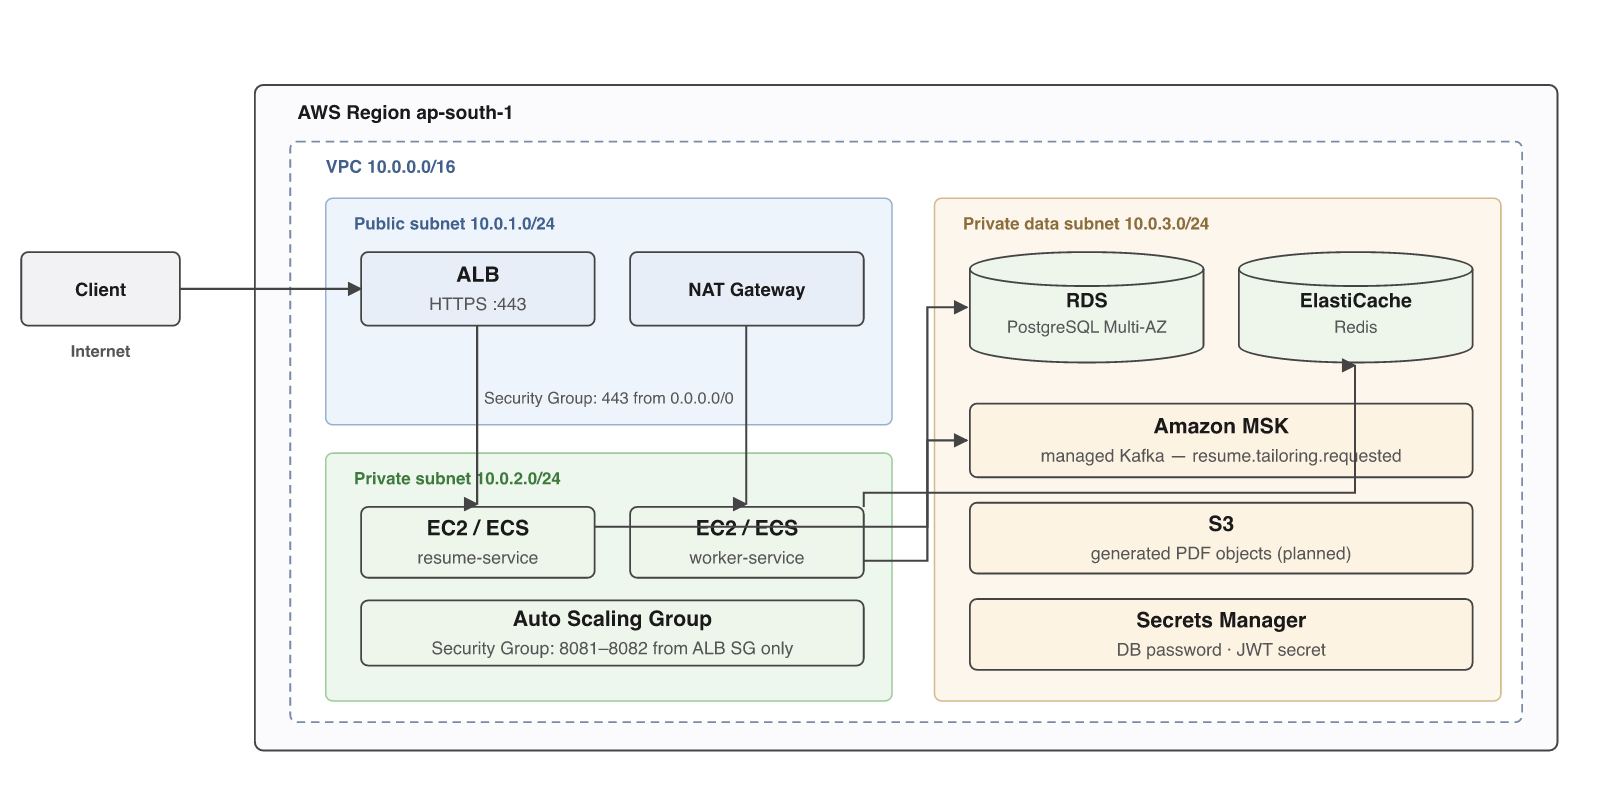 AWS Region ap-south-1
VPC 10.0.0.0/16
Public subnet 10.0.1.0/24
ALB
HTTPS :443
NAT Gateway
Security Group: 443 from 0.0.0.0/0
Client
Internet
Private subnet 10.0.2.0/24
EC2 / ECS
resume-service
EC2 / ECS
worker-service
Auto Scaling Group
Security Group: 8081–8082 from ALB SG only
Private data subnet 10.0.3.0/24
RDS
PostgreSQL Multi-AZ
ElastiCache
Redis
Amazon MSK
managed Kafka — resume.tailoring.requested
S3
generated PDF objects (planned)
Secrets Manager
DB password · JWT secret